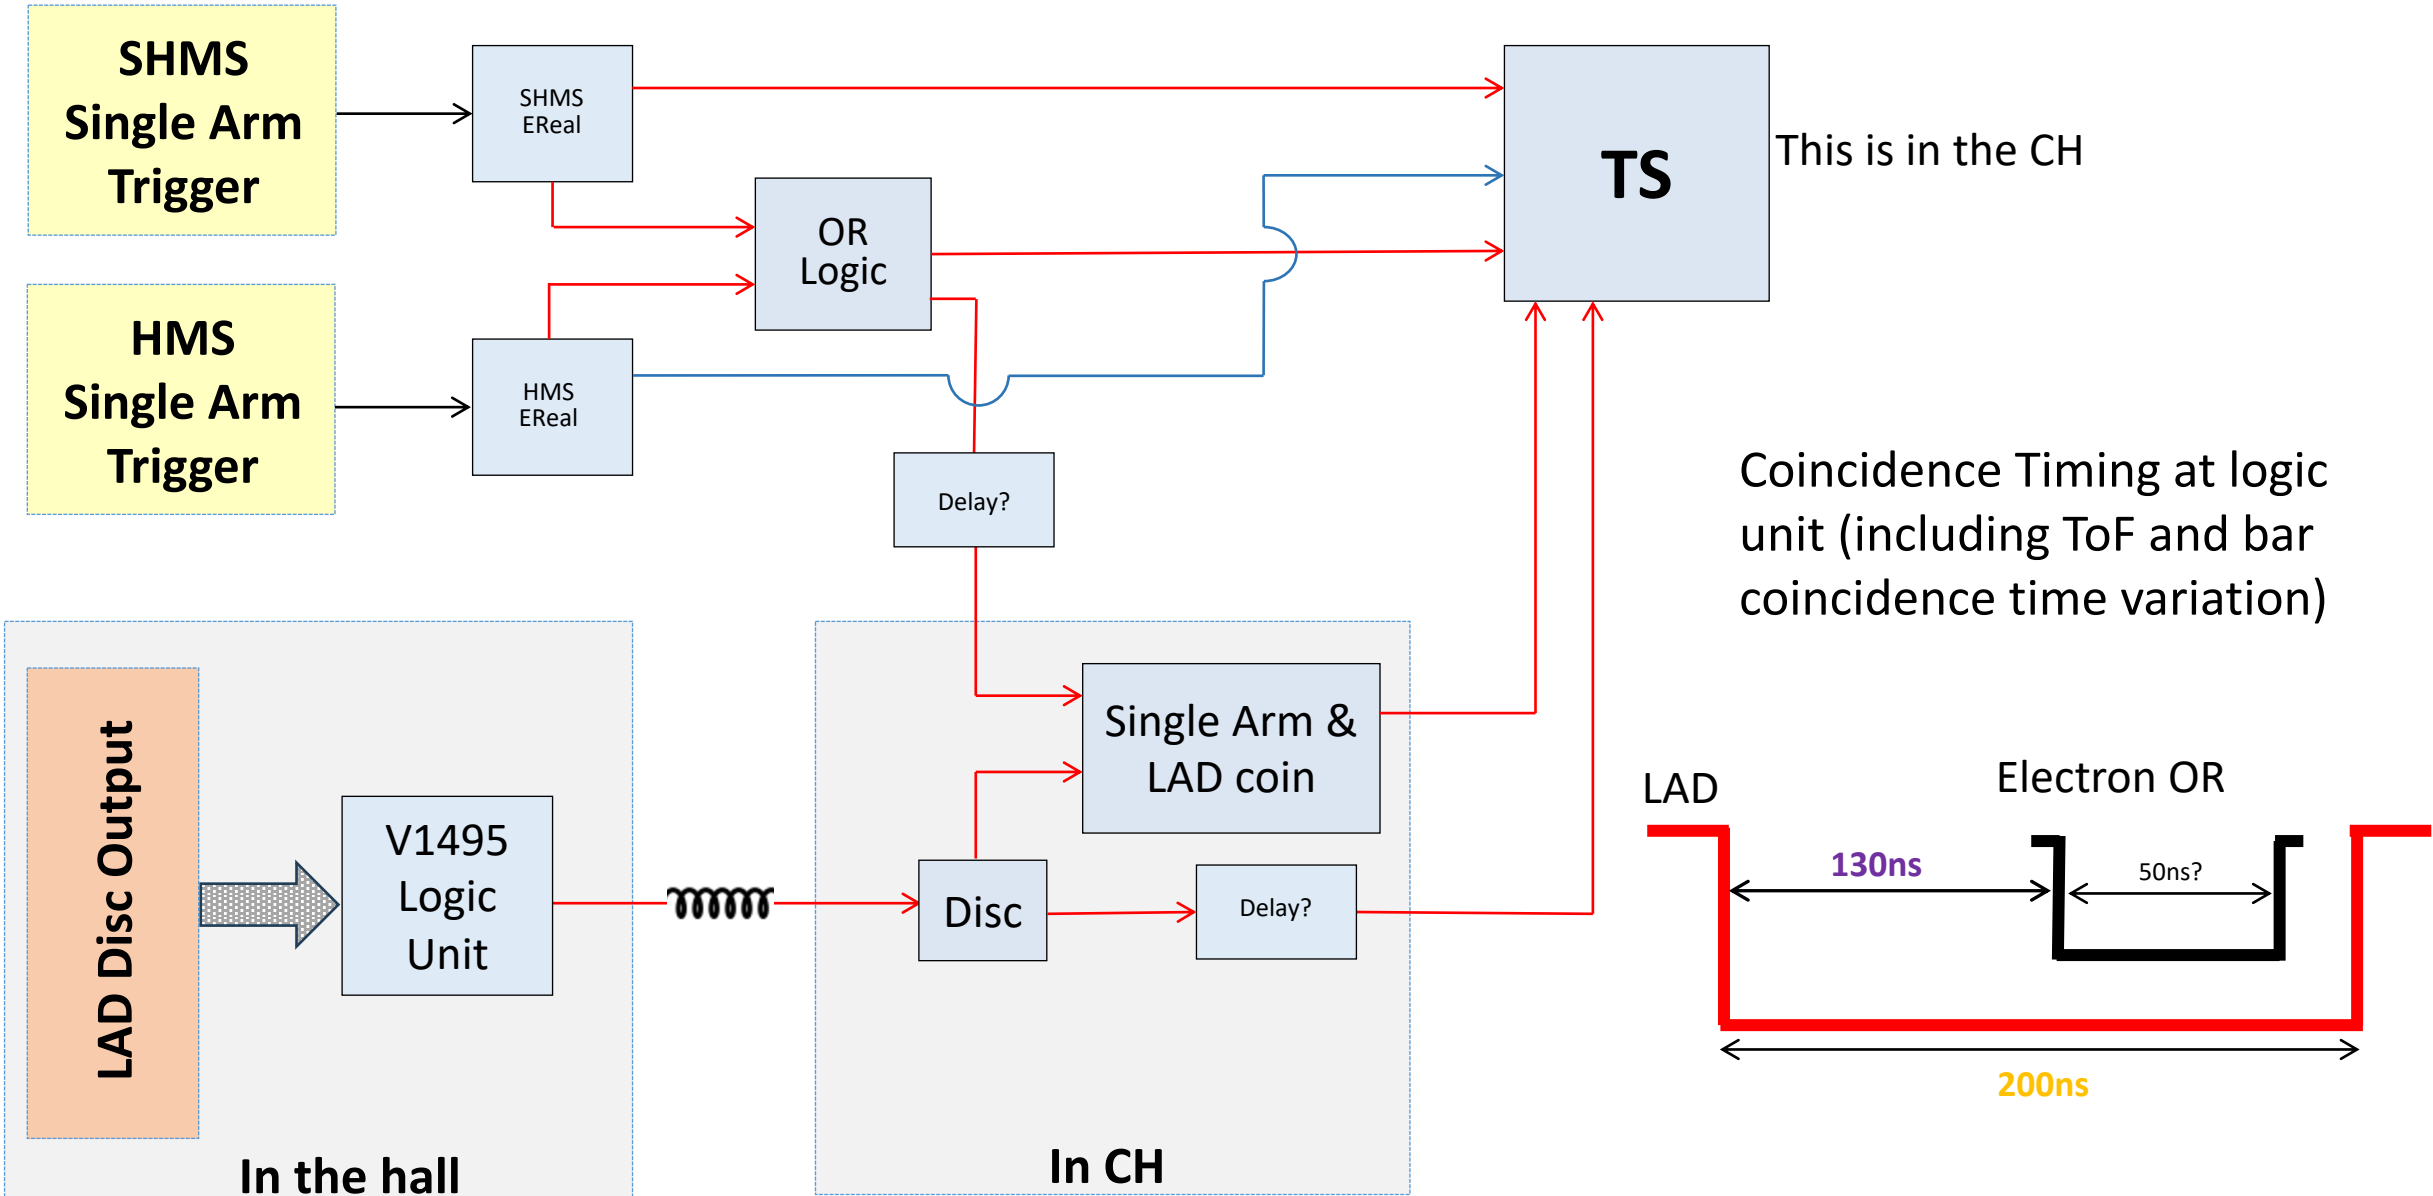 SHMS
Single Arm
Trigger
SHMS
EReal
TS
This is in the CH
OR
Logic
HMS
Single Arm
Trigger
HMS
EReal
Delay?
Coincidence Timing at logic
unit (including ToF and bar
coincidence time variation)
LAD Disc Output
V1495
Logic
Unit
In the hall
Single Arm &
LAD coin
Disc
Delay?
In CH
LAD
Electron OR
130ns
50ns?
200ns